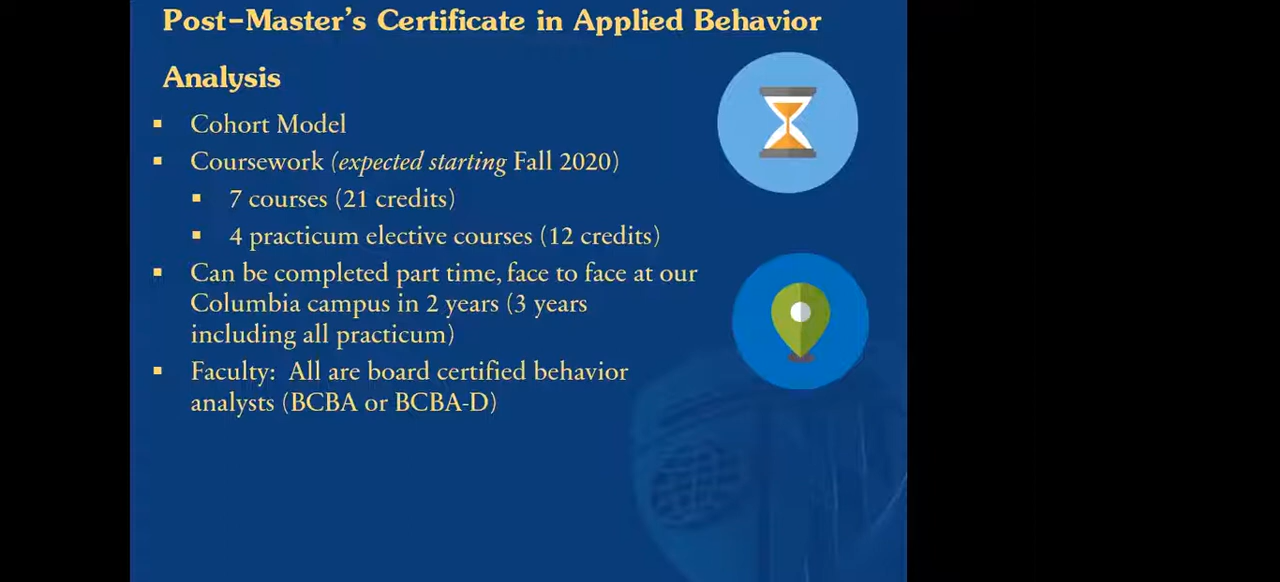 Post-Master's Certificate in Applied Behavior
Analysis
▪ Cohort Model
▪ Coursework (expected starting Fall 2020)
▪ 7 courses (21 credits)
▪ 4 practicum elective courses (12 credits)
▪ Can be completed part time, face to face at our
Columbia campus in 2 years (3 years
including all practicum)
▪ Faculty:  All are board certified behavior
analysts (BCBA or BCBA-D)